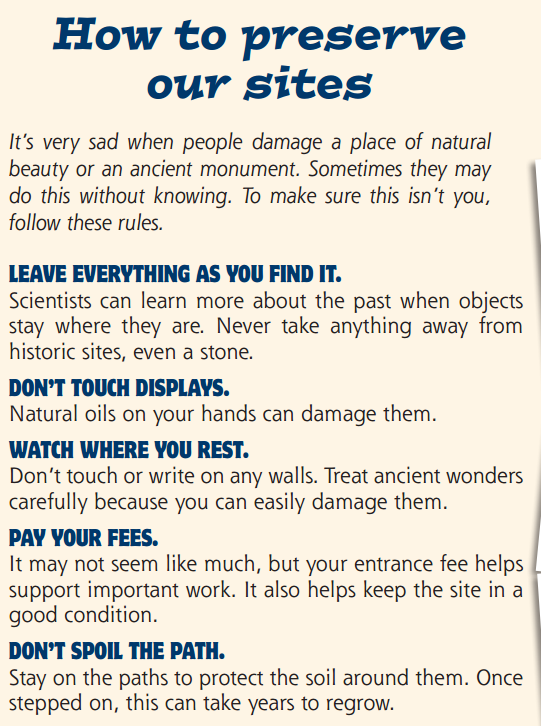 How to preserve
our sites
It's very sad when people damage a place of natural
beauty or an ancient monument. Sometimes they may
do this without knowing. To make sure this isn't you,
follow these rules.
LEAVE EVERYTHING AS YOU FIND IT.
Scientists can learn more about the past when objects
stay where they are. Never take anything away from
historic sites, even a stone.
DON'T TOUCH DISPLAYS.
Natural oils on your hands can damage them.
WATCH WHERE YOU REST.
Don't touch or write on any walls. Treat ancient wonders
carefully because you can easily damage them.
PAY YOUR FEES.
It may not seem like much, but your entrance fee helps
support important work. It also helps keep the site in a
good condition.
DON'T SPOIL THE PATH.
Stay on the paths to protect the soil around them. Once
stepped on, this can take years to regrow.